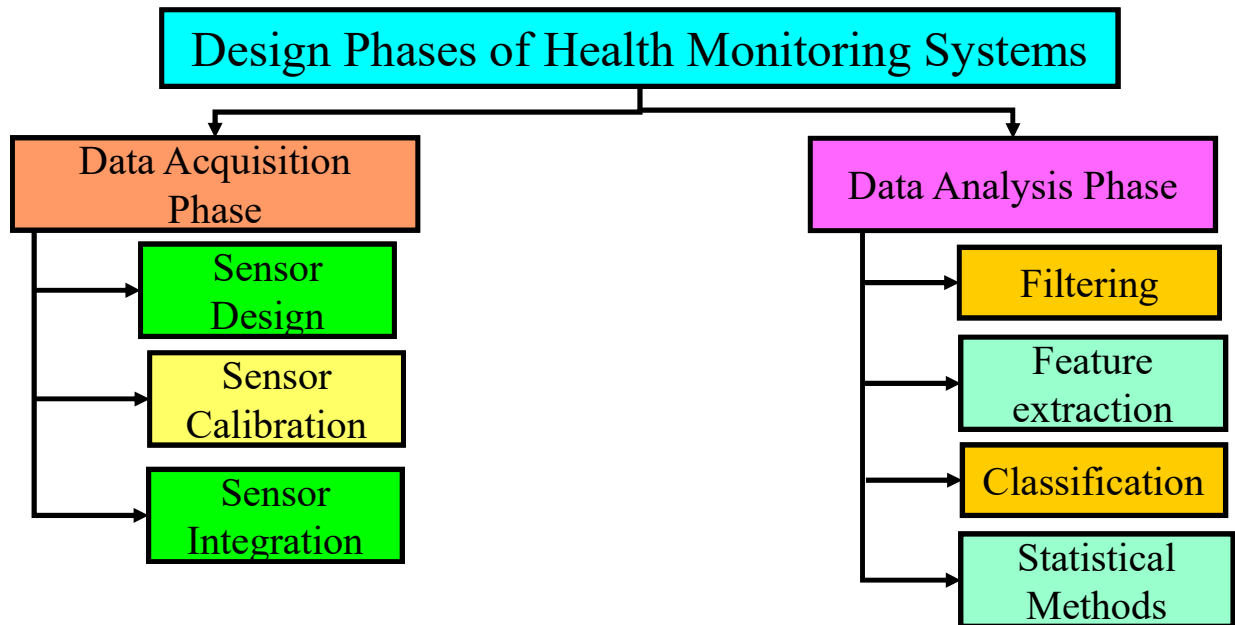 Design Phases of Health Monitoring Systems
Data Acquisition
Phase
Sensor
Design
Sensor
Calibration
Sensor
Integration
Data Analysis Phase
Filtering
Feature
extraction
Classification
Statistical
Methods